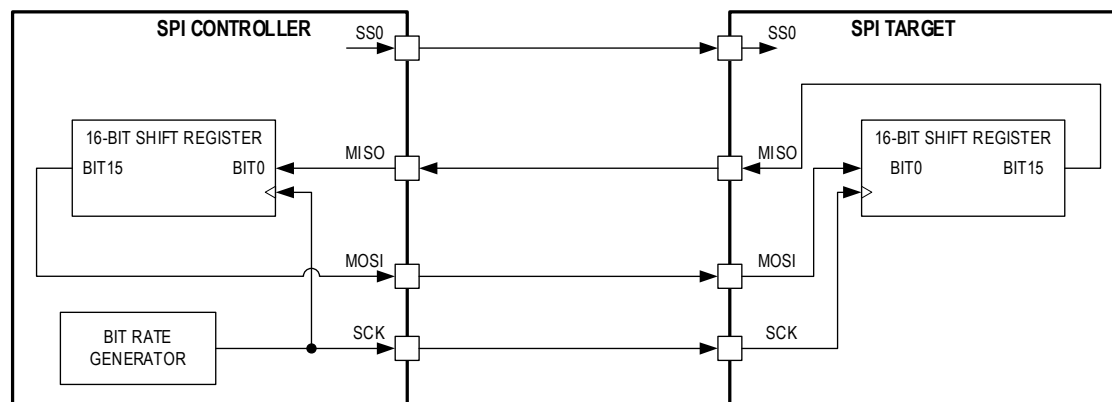 SPI CONTROLLER
SPI TARGET
SS0
SS0
16-BIT SHIFT REGISTER
BIT15
BIT0
MISO
MISO
16-BIT SHIFT REGISTER
BIT0
BIT15
MOSI
MOSI
BIT RATE
GENERATOR
SCK
SCK